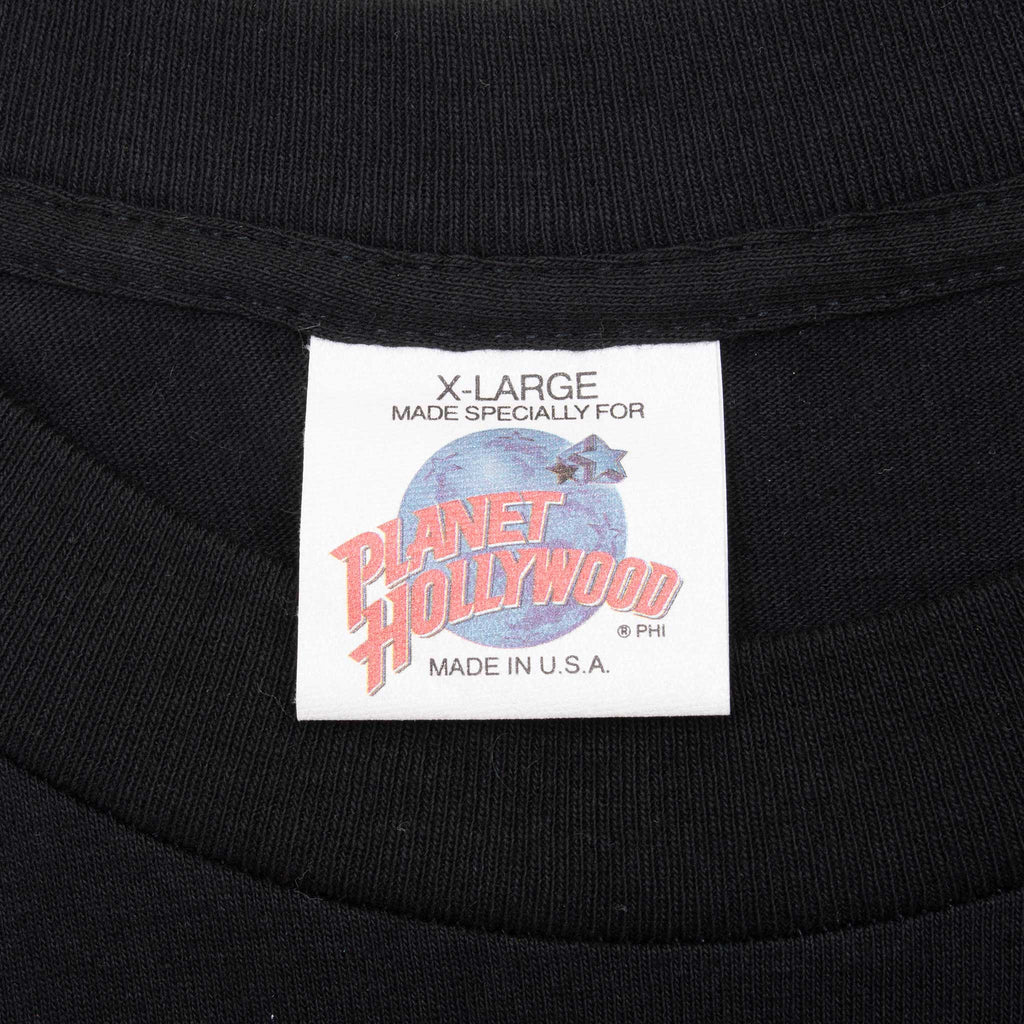 X-LARGE
MADE SPECIALLY FOR
PLANET
HOLLYWOOD
® PHI
MADE IN U.S.A.